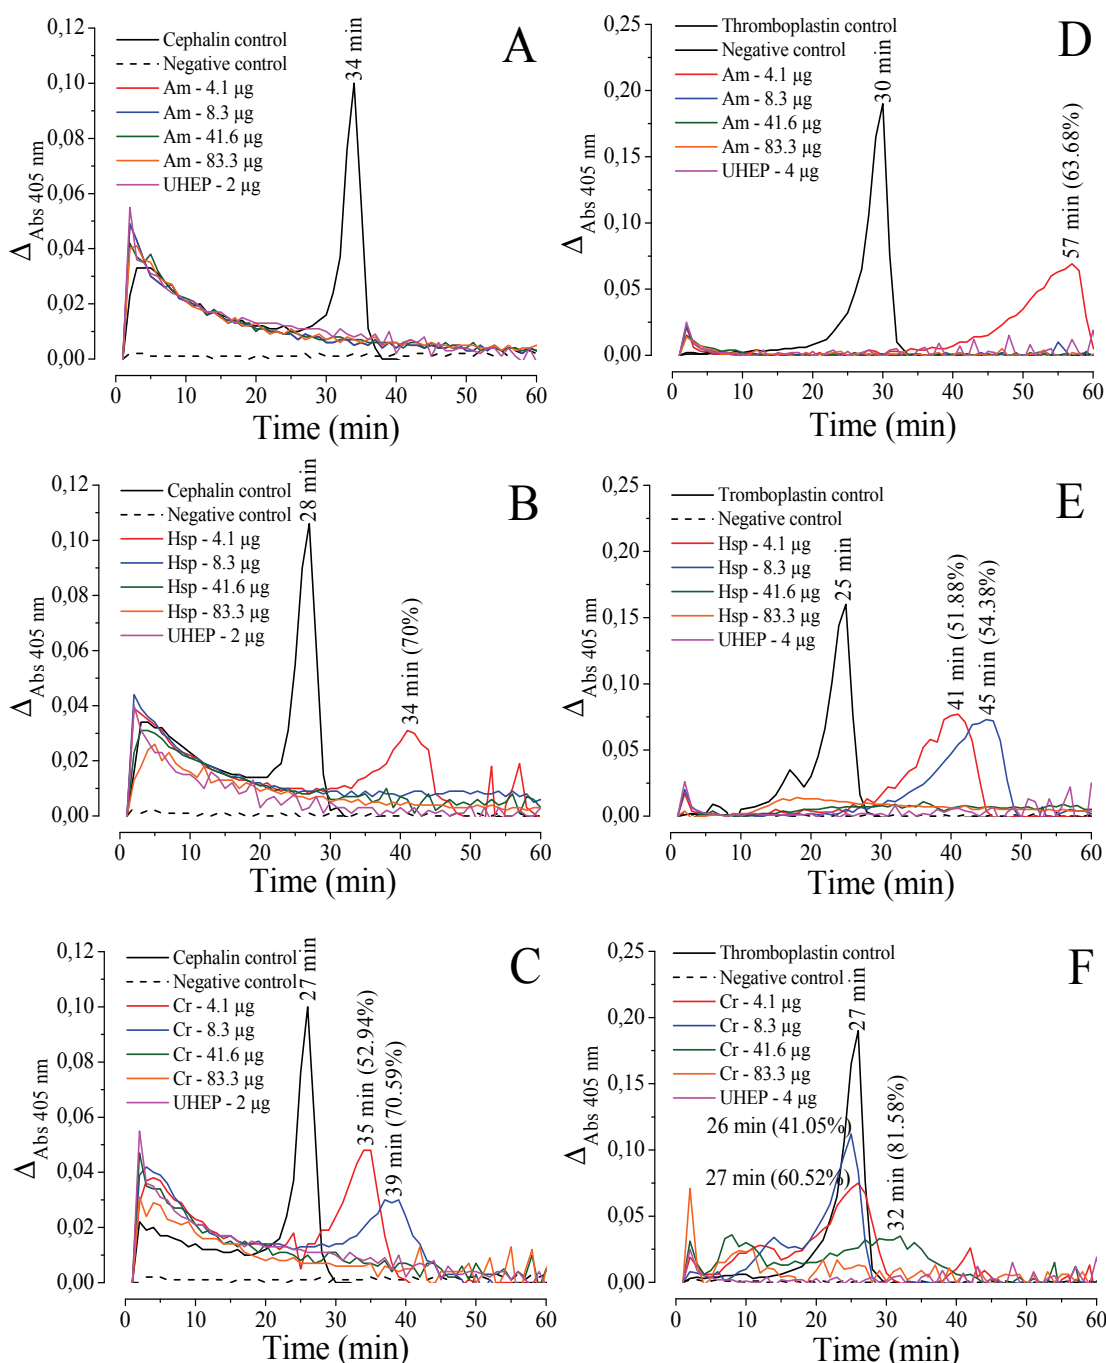 A
0,12
0,10
0,08
0,06
0,04
0,02
0,00
Δ Abs 405 nm
Cephalin control
Negative control
Am - 4.1 µg
Am - 8.3 µg
Am - 41.6 µg
Am - 83.3 µg
UHEP - 2 µg
34 min
0 10 20 30 40 50 60
Time (min)
D
0,25
0,20
0,15
0,10
0,05
0,00
Δ Abs 405 nm
Thromboplastin control
Negative control
Am - 4.1 µg
Am - 8.3 µg
Am - 41.6 µg
Am - 83.3 µg
UHEP - 4 µg
30 min
57 min (63.68%)
0 10 20 30 40 50 60
Time (min)
B
0,12
0,10
0,08
0,06
0,04
0,02
0,00
Δ Abs 405 nm
Cephalin control
Negative control
Hsp - 4.1 µg
Hsp - 8.3 µg
Hsp - 41.6 µg
Hsp - 83.3 µg
UHEP - 2 µg
28 min
34 min (70%)
0 10 20 30 40 50 60
Time (min)
E
0,25
0,20
0,15
0,10
0,05
0,00
Δ Abs 405 nm
Tromboplastin control
Negative control
Hsp - 4.1 µg
Hsp - 8.3 µg
Hsp - 41.6 µg
Hsp - 83.3 µg
UHEP - 4 µg
25 min
41 min (51.88%)
45 min (54.38%)
0 10 20 30 40 50 60
Time (min)
C
0,12
0,10
0,08
0,06
0,04
0,02
0,00
Δ Abs 405 nm
Cephalin control
Negative control
Cr - 4.1 µg
Cr - 8.3 µg
Cr - 41.6 µg
Cr - 83.3 µg
UHEP - 2 µg
27 min
35 min (52.94%)
39 min (70.59%)
0 10 20 30 40 50 60
Time (min)
F
0,25
0,20
0,15
0,10
0,05
0,00
Δ Abs 405 nm
Thromboplastin control
Negative control
Cr - 4.1 µg
Cr - 8.3 µg
Cr - 41.6 µg
Cr - 83.3 µg
UHEP - 4 µg
27 min
26 min (41.05%)
27 min (60.52%)
32 min (81.58%)
0 10 20 30 40 50 60
Time (min)